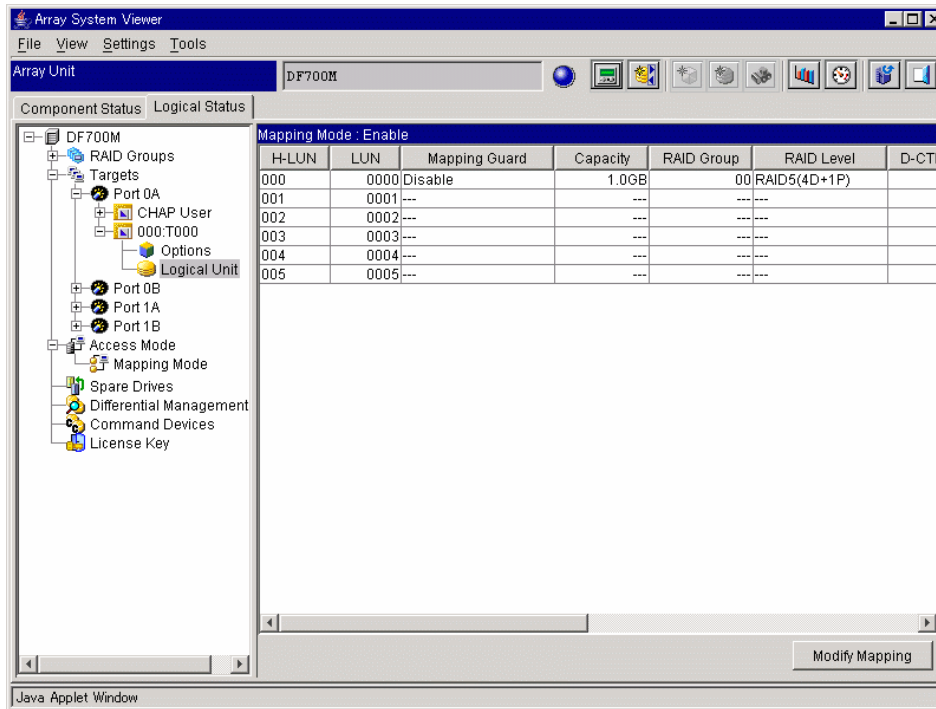 Array System Viewer
File View Settings Tools
Array Unit DF700M
Component Status Logical Status
DF700M
RAID Groups
Targets
Port 0A
CHAP User
000:T000
Options
Logical Unit
Port 0B
Port 1A
Port 1B
Access Mode
Mapping Mode
Spare Drives
Differential Management
Command Devices
License Key
Mapping Mode : Enable
H-LUN LUN Mapping Guard Capacity RAID Group RAID Level D-CT
000 0000 Disable 1.0GB 00 RAID5(4D+1P)
001 0001 --- --- --- ---
002 0002 --- --- --- ---
003 0003 --- --- --- ---
004 0004 --- --- --- ---
005 0005 --- --- --- ---
Modify Mapping
Java Applet Window